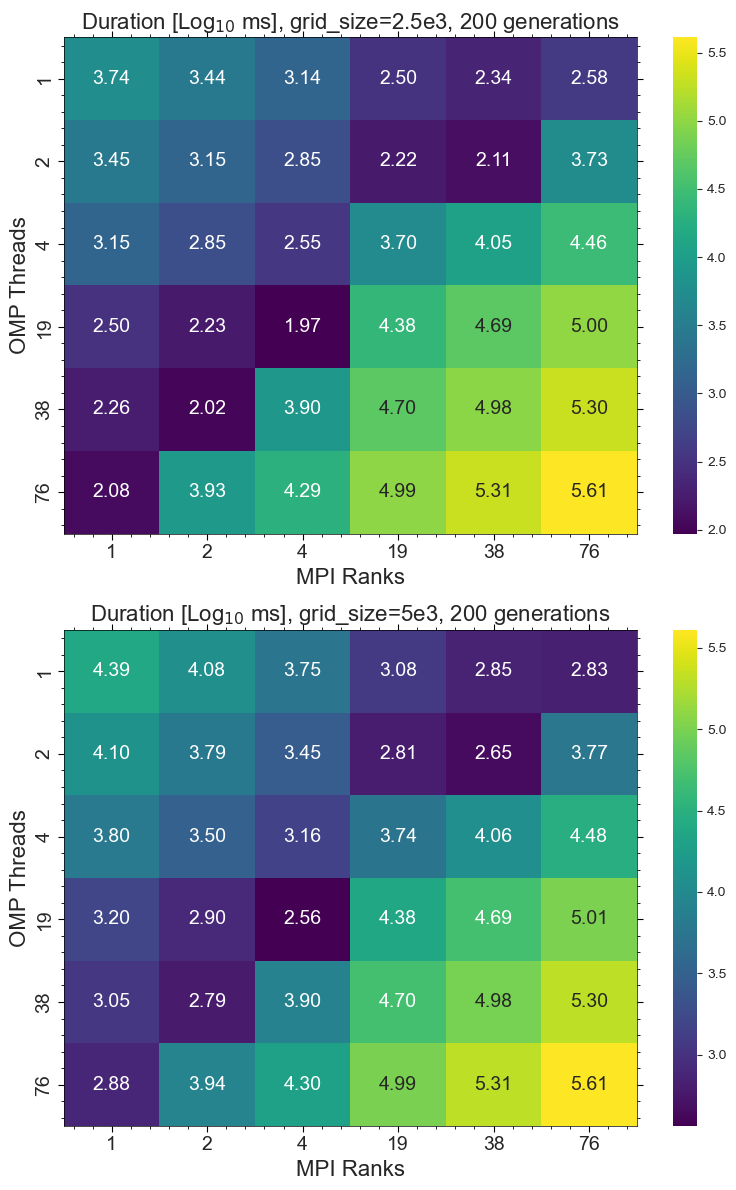 Duration [Log₁₀ ms], grid_size=2.5e3, 200 generations
OMP Threads
1 3.74 3.44 3.14 2.50 2.34 2.58
2 3.45 3.15 2.85 2.22 2.11 3.73
4 3.15 2.85 2.55 3.70 4.05 4.46
19 2.50 2.23 1.97 4.38 4.69 5.00
38 2.26 2.02 3.90 4.70 4.98 5.30
76 2.08 3.93 4.29 4.99 5.31 5.61
1 2 4 19 38 76
MPI Ranks
5.5
5.0
4.5
4.0
3.5
3.0
2.5
2.0
Duration [Log₁₀ ms], grid_size=5e3, 200 generations
OMP Threads
1 4.39 4.08 3.75 3.08 2.85 2.83
2 4.10 3.79 3.45 2.81 2.65 3.77
4 3.80 3.50 3.16 3.74 4.06 4.48
19 3.20 2.90 2.56 4.38 4.69 5.01
38 3.05 2.79 3.90 4.70 4.98 5.30
76 2.88 3.94 4.30 4.99 5.31 5.61
1 2 4 19 38 76
MPI Ranks
5.5
5.0
4.5
4.0
3.5
3.0